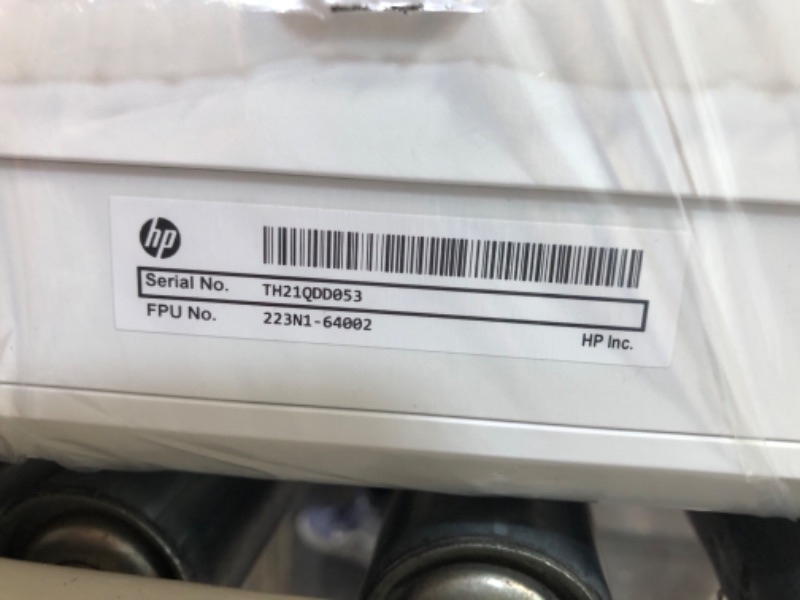 hp
Serial No. TH21QDD053
FPU No. 223N1-64002
HP Inc.